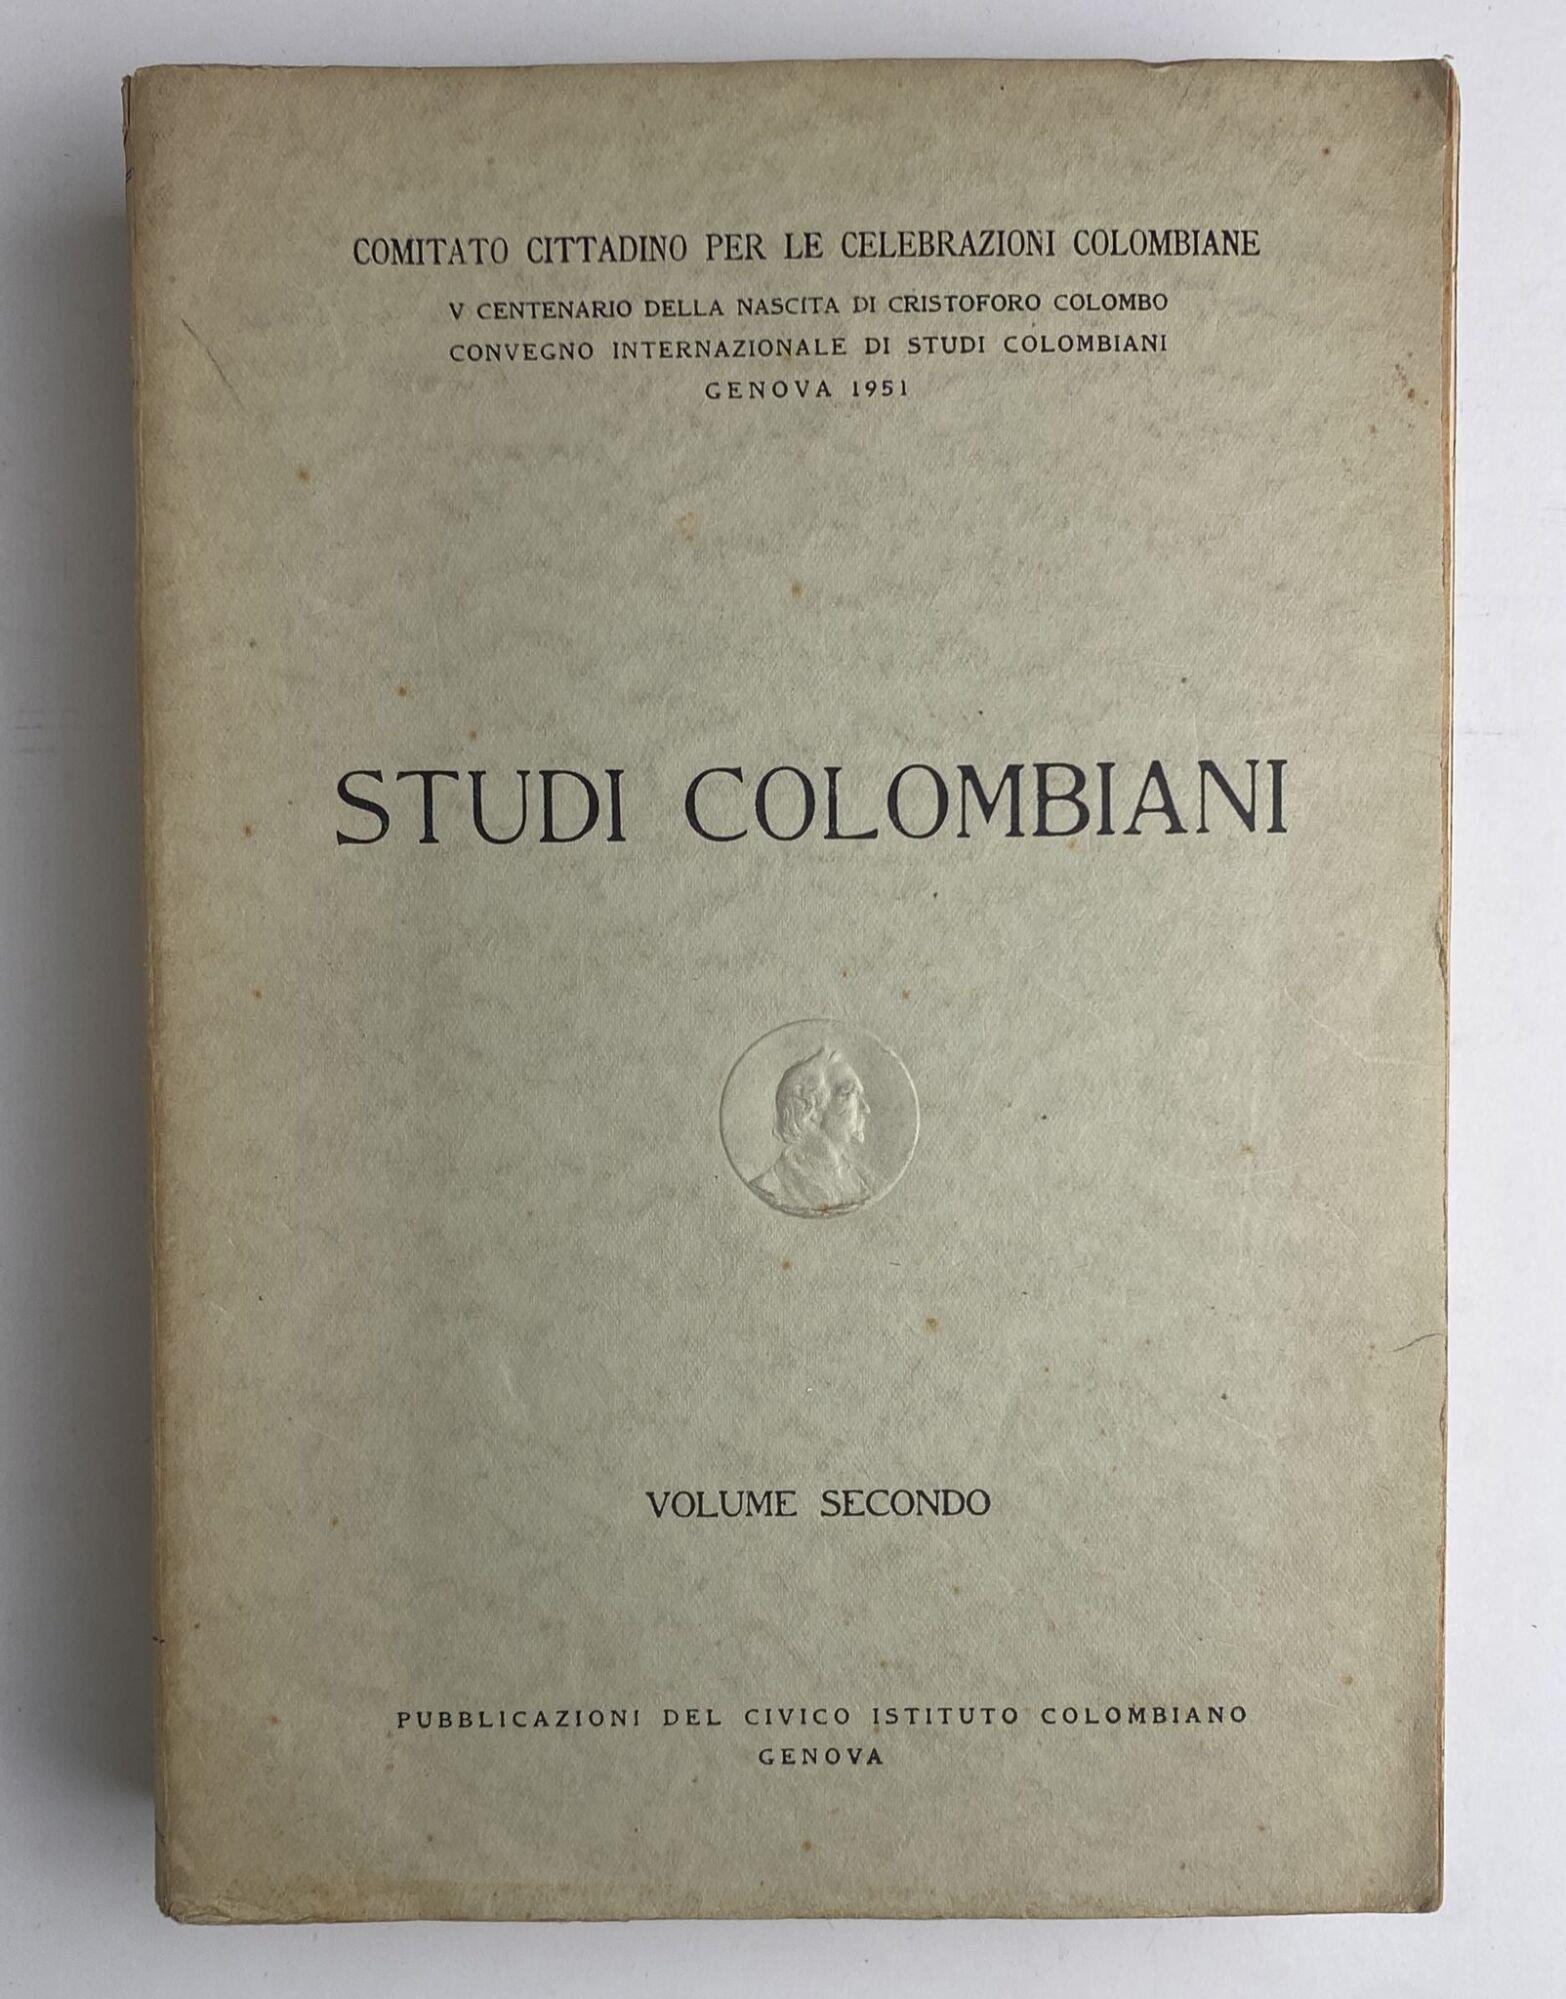 COMITATO CITTADINO PER LE CELEBRAZIONI COLOMBIANE
V CENTENARIO DELLA NASCITA DI CRISTOFORO COLOMBO
CONVEGNO INTERNAZIONALE DI STUDI COLOMBIANI
GENOVA 1951
STUDI COLOMBIANI
VOLUME SECONDO
PUBBLICAZIONI DEL CIVICO ISTITUTO COLOMBIANO
GENOVA